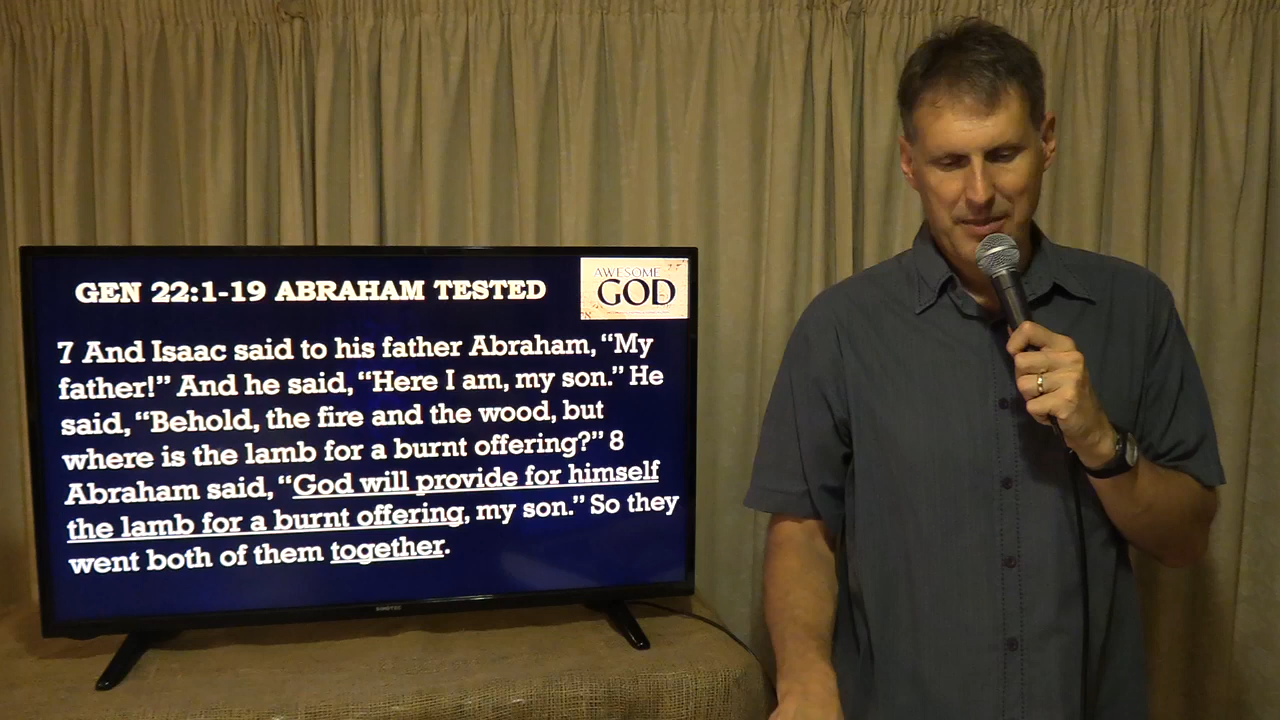 GEN 22:1-19 ABRAHAM TESTED
AWESOME
GOD
7 And Isaac said to his father Abraham, “My
father!” And he said, “Here I am, my son.” He
said, “Behold, the fire and the wood, but
where is the lamb for a burnt offering?” 8
Abraham said, “God will provide for himself
the lamb for a burnt offering, my son.” So they
went both of them together.